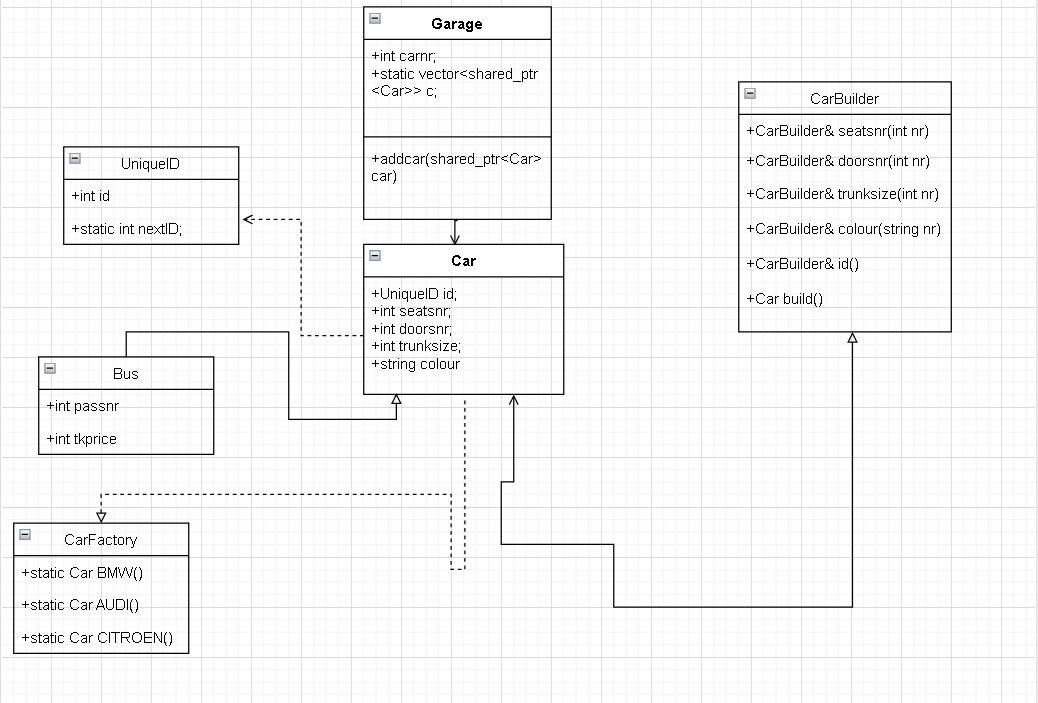 Garage
+int carnr;
+static vector<shared_ptr
<Car>> c;
+addcar(shared_ptr<Car>
car)
CarBuilder
+CarBuilder& seatsnr(int nr)
+CarBuilder& doorsnr(int nr)
+CarBuilder& trunksize(int nr)
+CarBuilder& colour(string nr)
+CarBuilder& id()
+Car build()
UniqueID
+int id
+static int nextID;
Car
+UniqueID id;
+int seatsnr;
+int doorsnr;
+int trunksize;
+string colour
Bus
+int passnr
+int tkprice
CarFactory
+static Car BMW()
+static Car AUDI()
+static Car CITROEN()